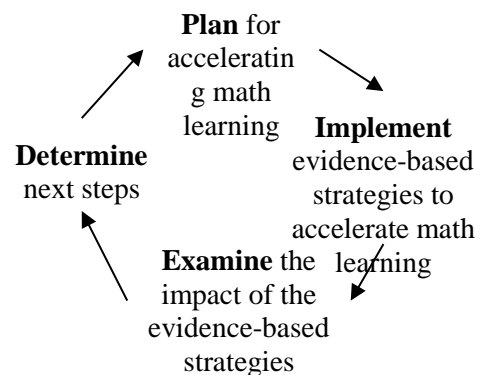 Plan for
acceleratin
g math
learning
Implement
evidence-based
strategies to
accelerate math
learning
Examine the
impact of the
evidence-based
strategies
Determine
next steps